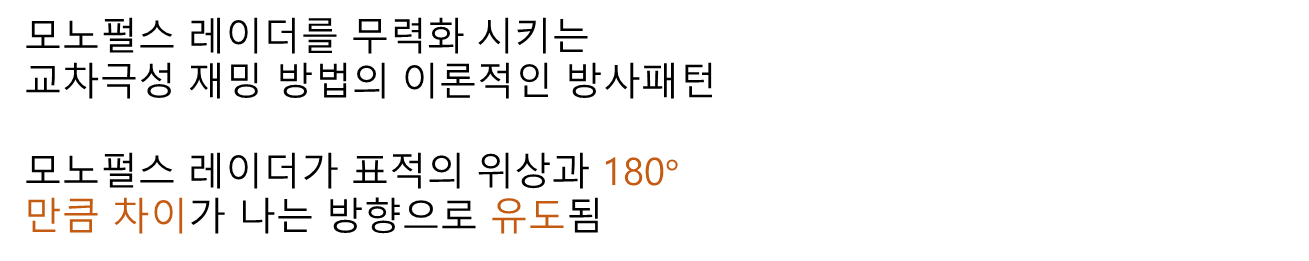 모노펄스 레이더를 무력화 시키는
교차극성 재밍 방법의 이론적인 방사패턴
모노펄스 레이더가 표적의 위상과 180°
만큼 차이가 나는 방향으로 유도됨